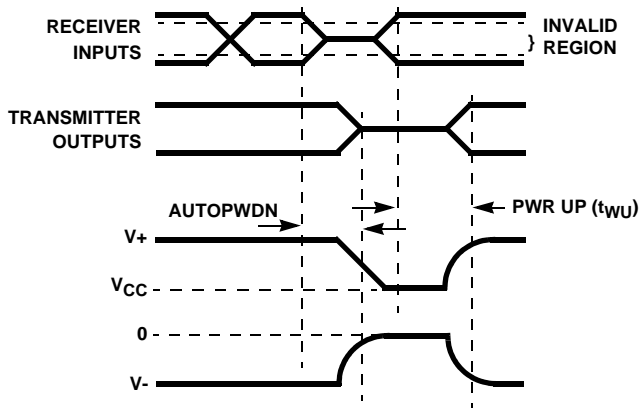 RECEIVER
INPUTS
} INVALID
REGION
TRANSMITTER
OUTPUTS
AUTOPWDN
PWR UP (tWU)
V+
VCC
0
V-